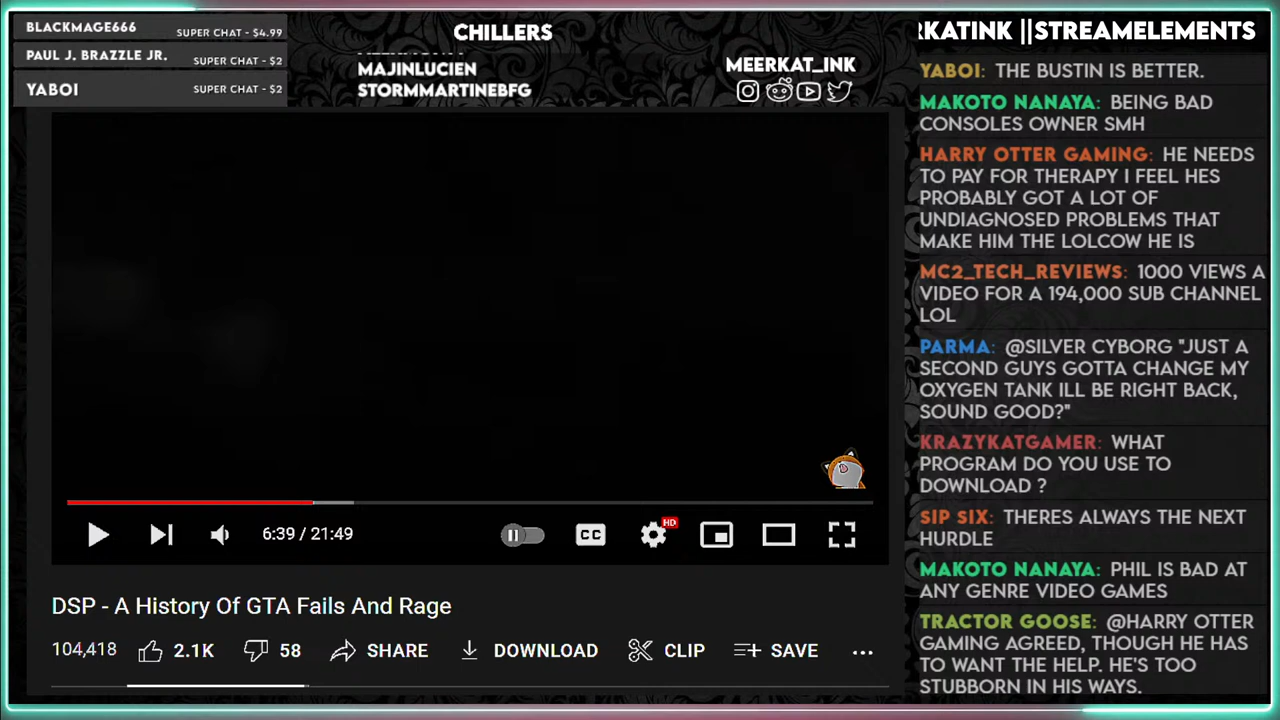 BLACKMAGE666 SUPER CHAT - $4.99
PAUL J. BRAZZLE JR. SUPER CHAT - $2
YABOI SUPER CHAT - $2
CHILLERS
MAJINLUCIEN
STORMMARTINEBFG
MEERKAT_INK
RKATINK ||STREAMELEMENTS
YABOI: THE BUSTIN IS BETTER.
MAKOTO NANAYA: BEING BAD
CONSOLES OWNER SMH
HARRY OTTER GAMING: HE NEEDS
TO PAY FOR THERAPY I FEEL HES
PROBABLY GOT A LOT OF
UNDIAGNOSED PROBLEMS THAT
MAKE HIM THE LOLCOW HE IS
MC2_TECH_REVIEWS: 1000 VIEWS A
VIDEO FOR A 194,000 SUB CHANNEL
LOL
PARMA: @SILVER CYBORG "JUST A
SECOND GUYS GOTTA CHANGE MY
OXYGEN TANK ILL BE RIGHT BACK,
SOUND GOOD?"
KRAZYKATGAMER: WHAT
PROGRAM DO YOU USE TO
DOWNLOAD ?
SIP SIX: THERES ALWAYS THE NEXT
HURDLE
MAKOTO NANAYA: PHIL IS BAD AT
ANY GENRE VIDEO GAMES
TRACTOR GOOSE: @HARRY OTTER
GAMING AGREED, THOUGH HE HAS
TO WANT THE HELP. HE'S TOO
STUBBORN IN HIS WAYS.
6:39 / 21:49
CC
HD
DSP - A History Of GTA Fails And Rage
104,418 2.1K 58 SHARE DOWNLOAD CLIP SAVE ...